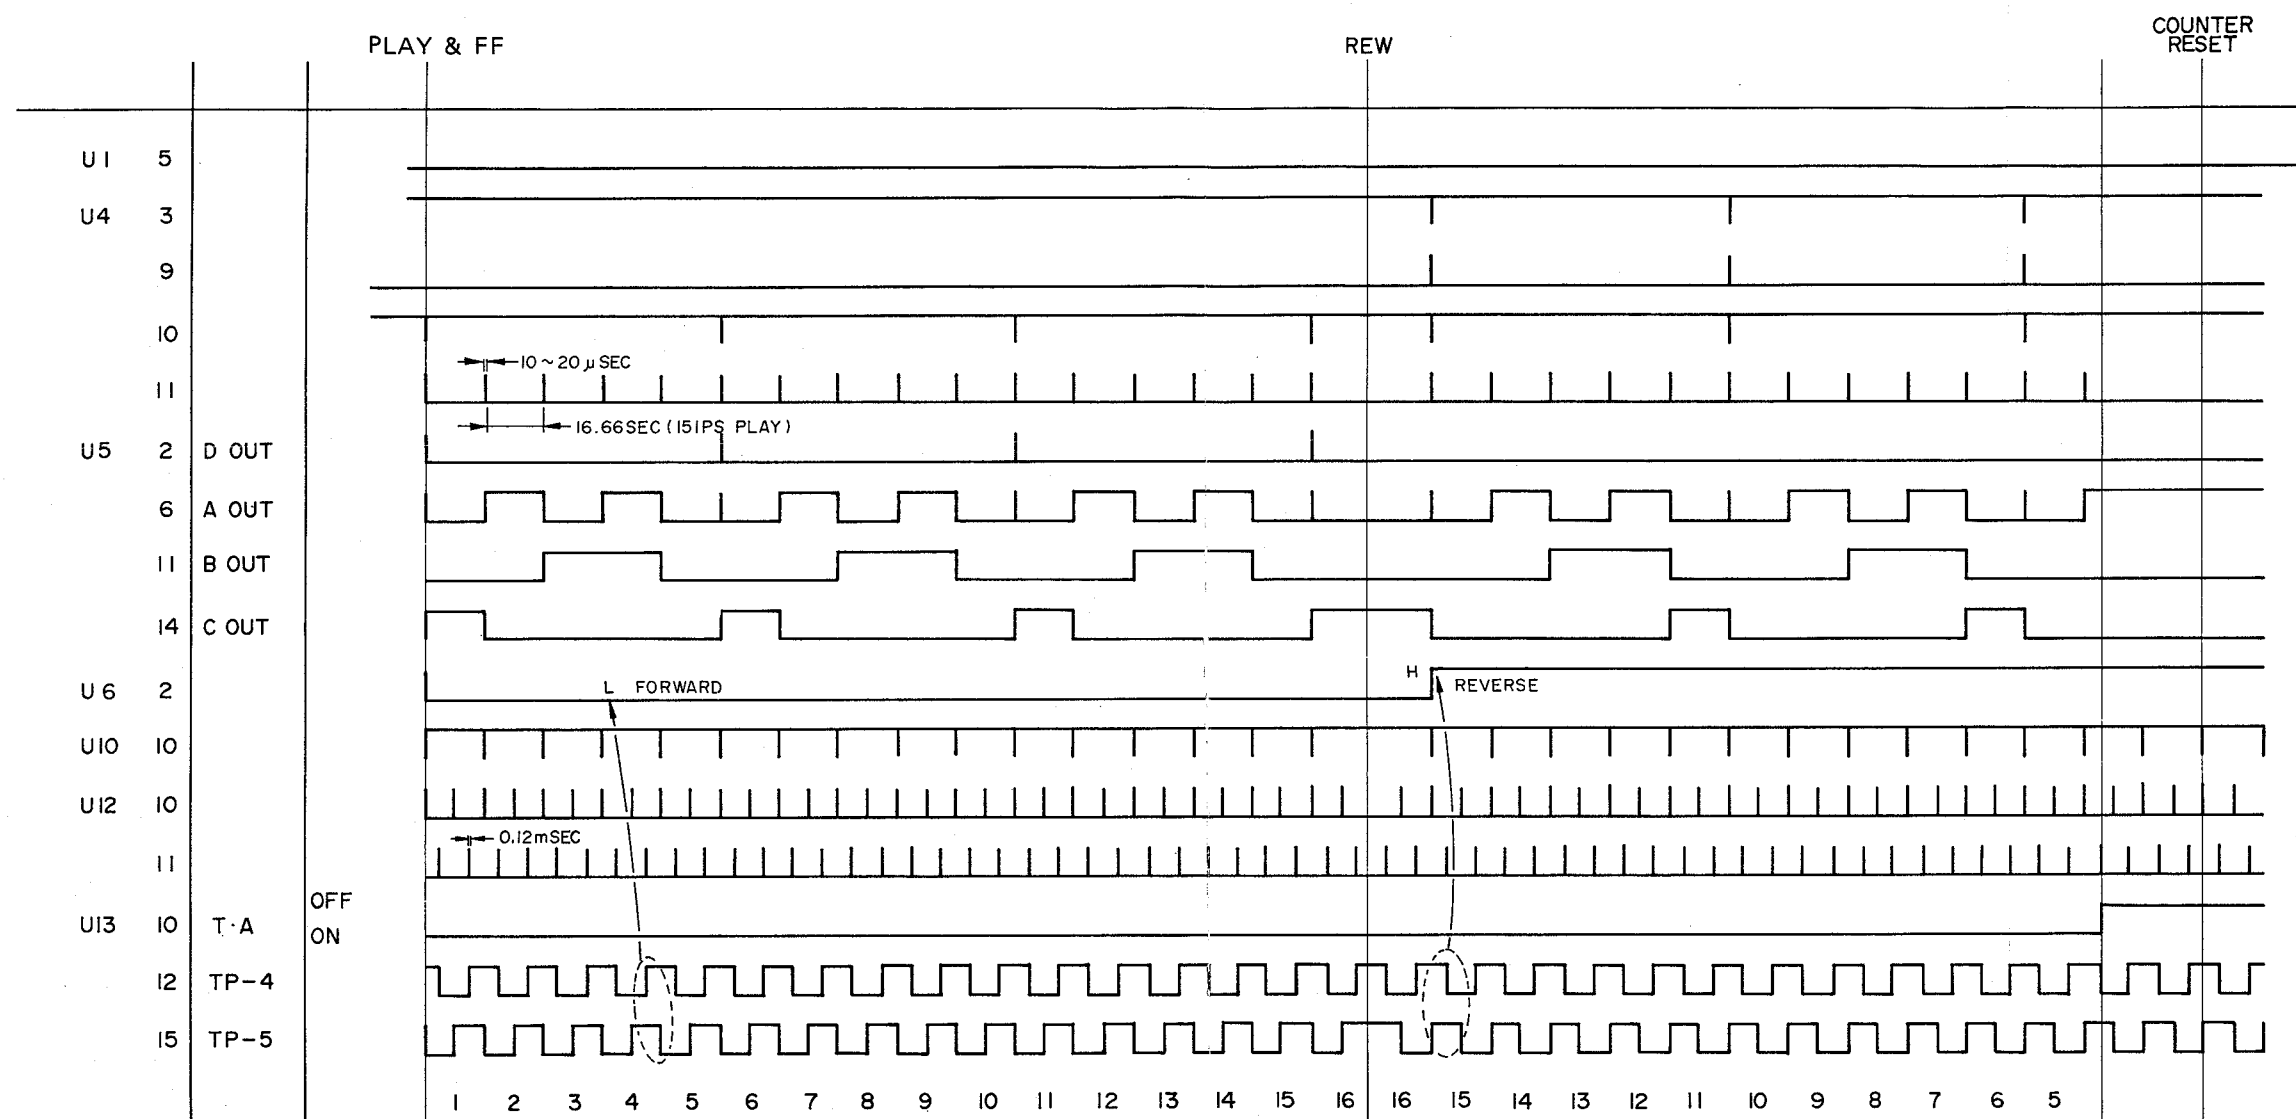 PLAY & FF REW COUNTER RESET
U1 5
U4 3
9
10
10~20 μSEC
11
16.66SEC (15IPS PLAY)
U5 2 D OUT
6 A OUT
11 B OUT
14 C OUT
U6 2 L FORWARD H REVERSE
U10 10
U12 10
0.12mSEC
11
OFF
U13 10 T·A ON
12 TP-4
15 TP-5
1 2 3 4 5 6 7 8 9 10 11 12 13 14 15 16 16 15 14 13 12 11 10 9 8 7 6 5